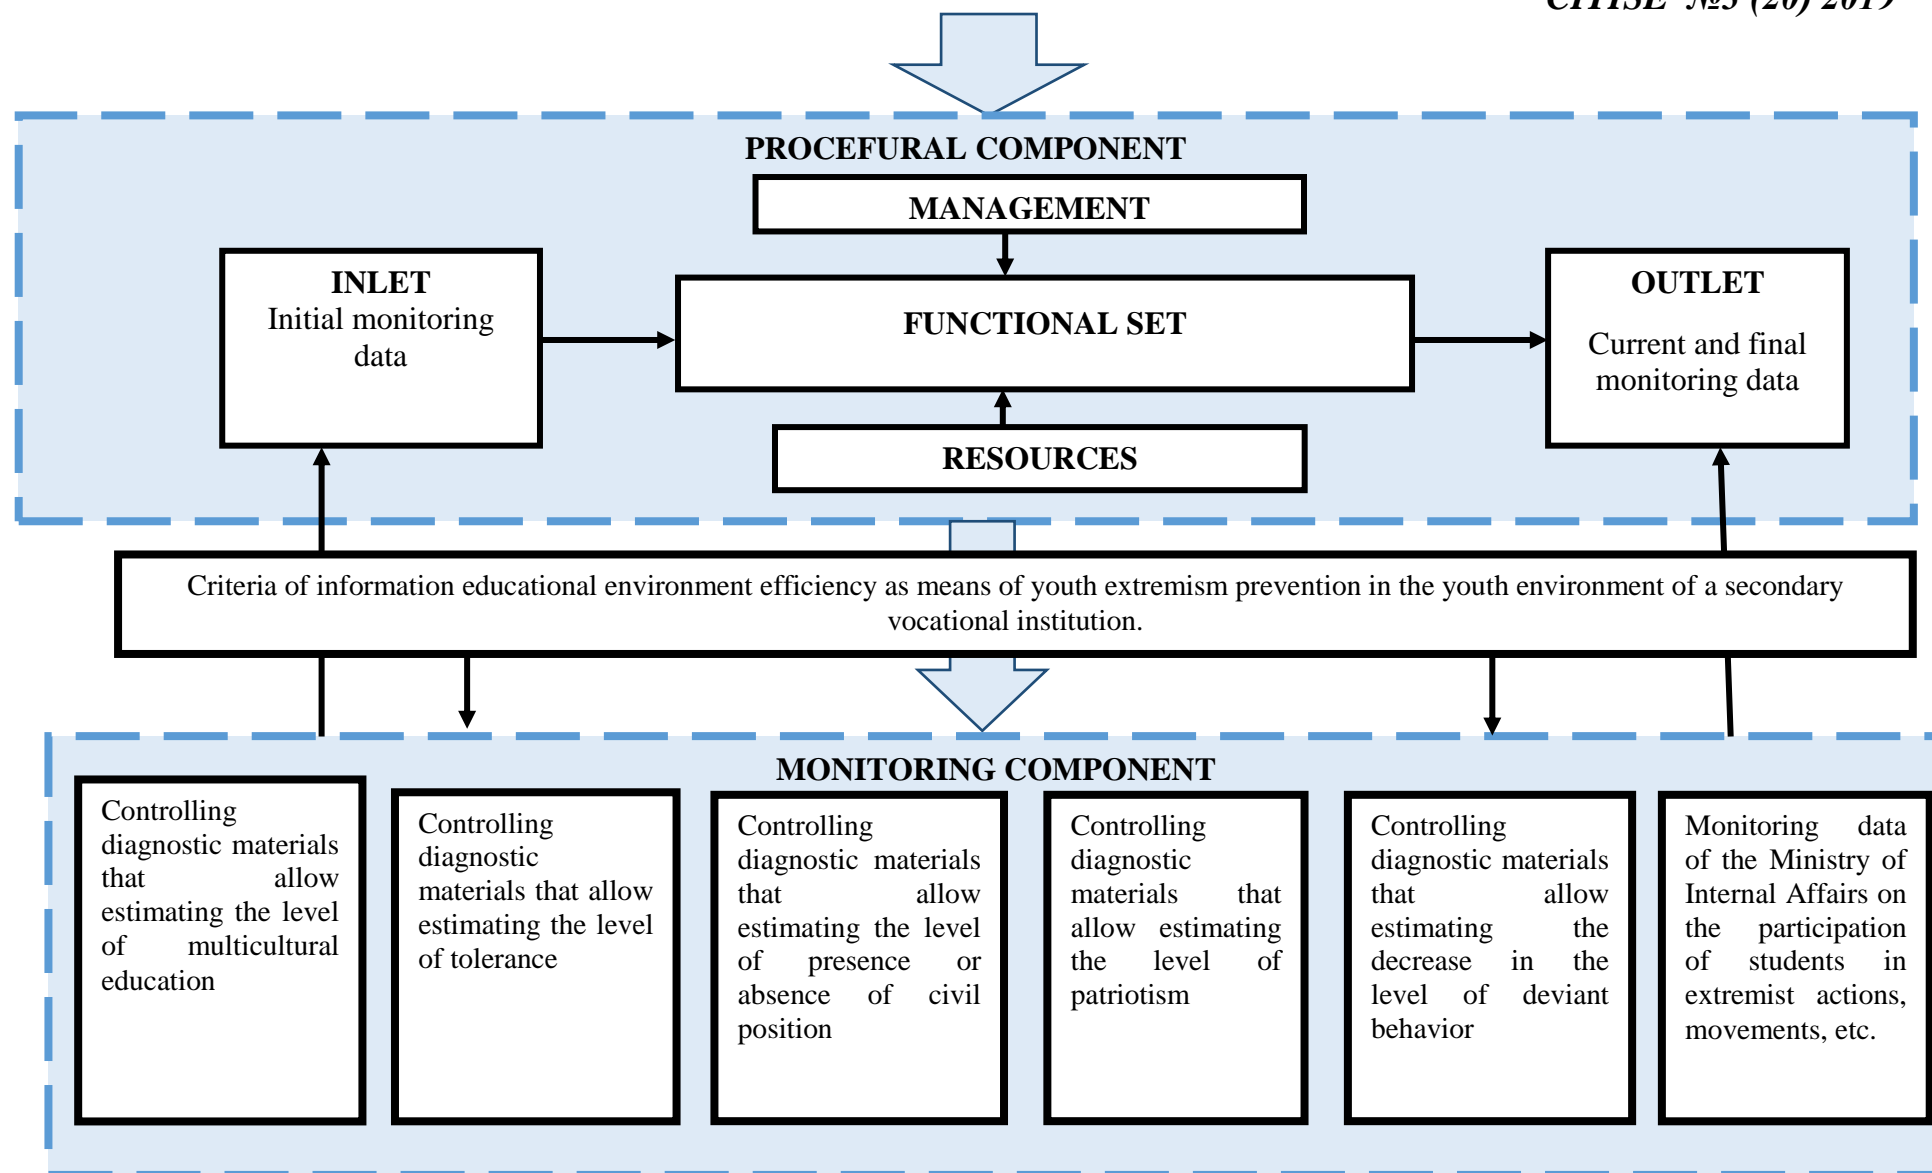 CITISE №3 (20) 2019
PROCEFURAL COMPONENT
MANAGEMENT
INLET
Initial monitoring
data
FUNCTIONAL SET
OUTLET
Current and final
monitoring data
RESOURCES
Criteria of information educational environment efficiency as means of youth extremism prevention in the youth environment of a secondary
vocational institution.
MONITORING COMPONENT
Controlling
diagnostic materials
that allow
estimating the level
of multicultural
education
Controlling
diagnostic
materials that allow
estimating the level
of tolerance
Controlling
diagnostic materials
that allow
estimating the level
of presence or
absence of civil
position
Controlling
diagnostic
materials that
allow estimating
the level of
patriotism
Controlling
diagnostic materials
that allow
estimating the
decrease in the
level of deviant
behavior
Monitoring data
of the Ministry of
Internal Affairs on
the participation
of students in
extremist actions,
movements, etc.